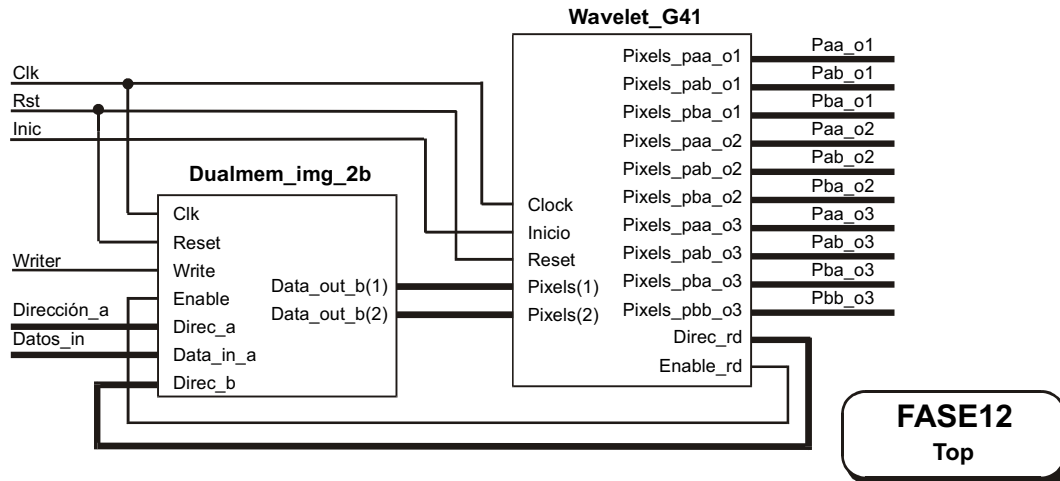 Wavelet_G41
Clk
Rst
Inic
Writer
Dirección_a
Datos_in
Dualmem_img_2b
Clk
Reset
Write
Enable
Direc_a
Data_in_a
Direc_b
Data_out_b(1)
Data_out_b(2)
Clock
Inicio
Reset
Pixels(1)
Pixels(2)
Pixels_paa_o1
Pixels_pab_o1
Pixels_pba_o1
Pixels_paa_o2
Pixels_pab_o2
Pixels_pba_o2
Pixels_paa_o3
Pixels_pab_o3
Pixels_pba_o3
Pixels_pbb_o3
Direc_rd
Enable_rd
Paa_o1
Pab_o1
Pba_o1
Paa_o2
Pab_o2
Pba_o2
Paa_o3
Pab_o3
Pba_o3
Pbb_o3
FASE12
Top